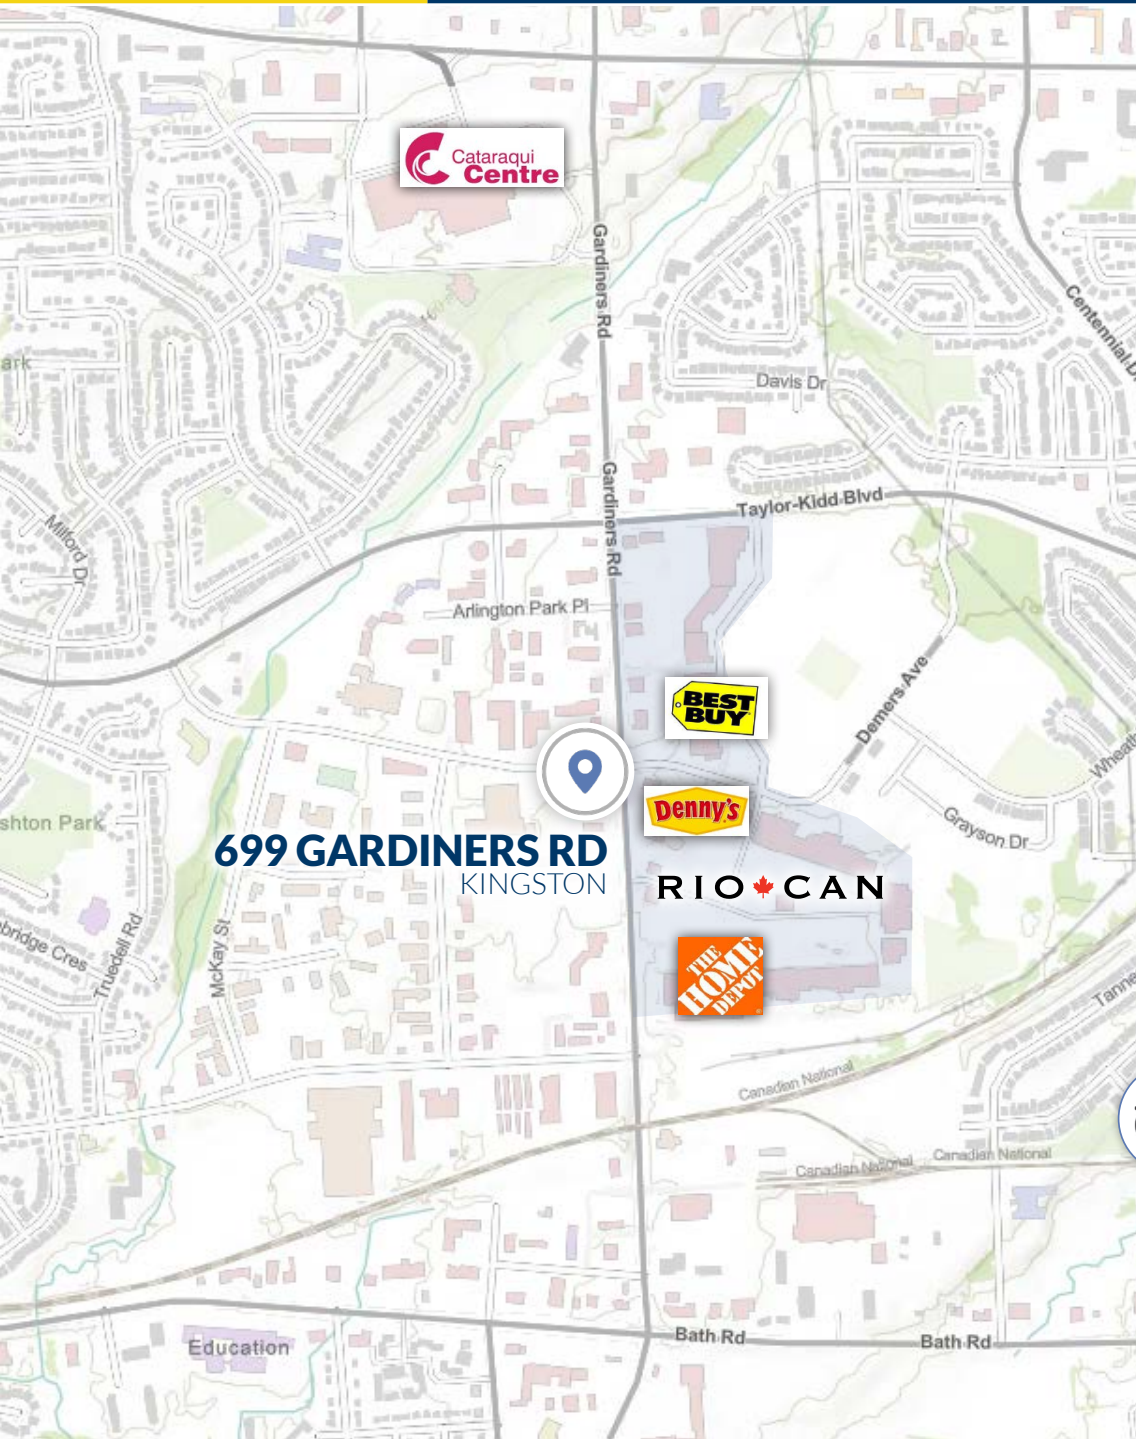 Cataraqui
Centre
Gardiners Rd
Centennial D
ark
Davis Dr
Gardiners Rd
Taylor-Kidd Blvd
Milford Dr
Arlington Park Pl
BEST
BUY
Demers Ave
Wheath
Denny's
shton Park
Grayson Dr
699 GARDINERS RD
KINGSTON
RIO CAN
bridge Cres
Truedell Rd
McKay St
THE
HOME
DEPOT
Tanne
Canadian National
Canadian National
Canadian National
Bath Rd
Bath Rd
Education